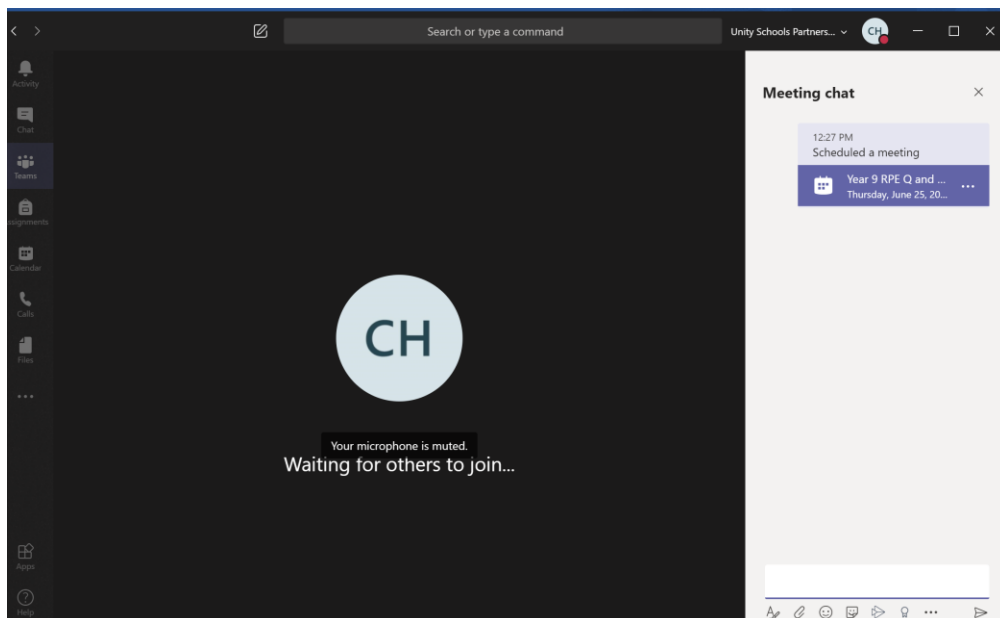 Search or type a command
Unity Schools Partners...
CH
Activity
Chat
Teams
ssignments
Calendar
Calls
Files
Apps
Help
CH
Your microphone is muted.
Waiting for others to join...
Meeting chat
12:27 PM
Scheduled a meeting
Year 9 RPE Q and ...
Thursday, June 25, 20...